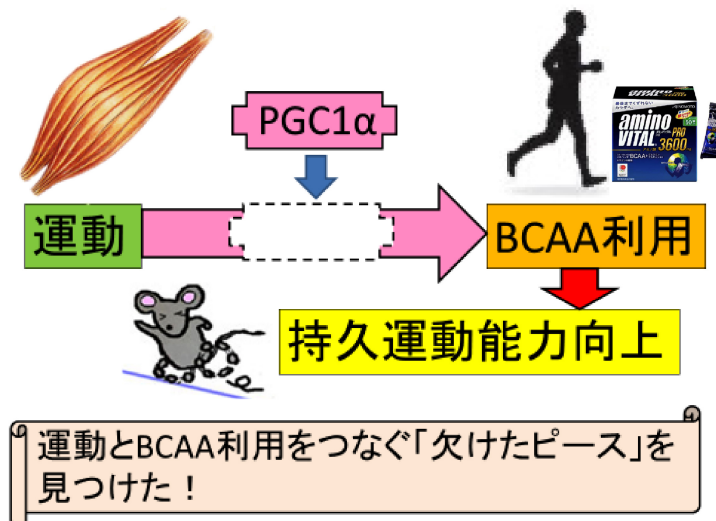 PGC1α
amino
VITAL
PRO
3600
運動
BCAA利用
持久運動能力向上
運動とBCAA利用をつなぐ「欠けたピース」を
見つけた！